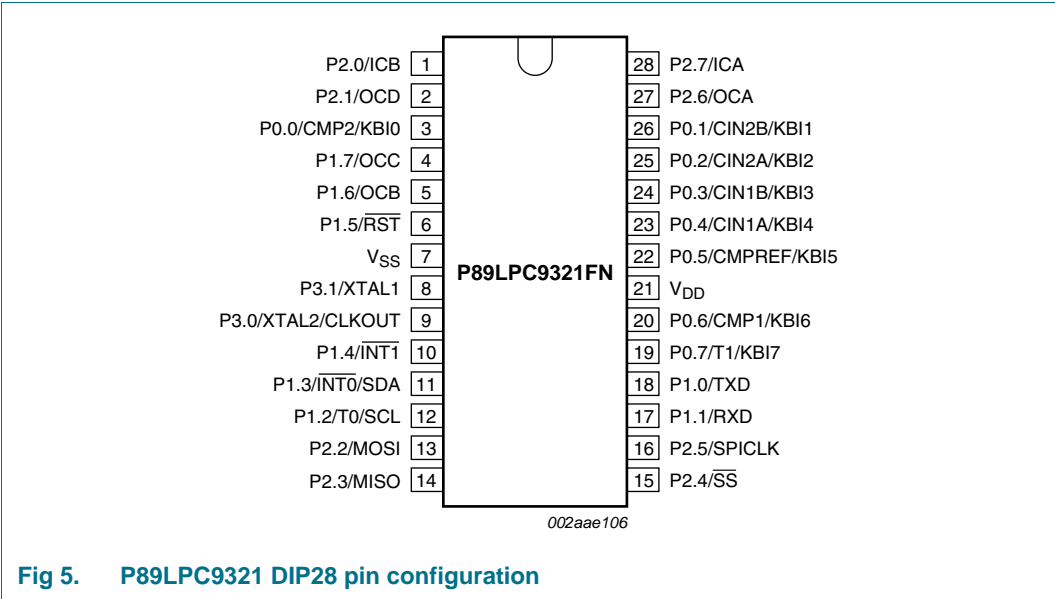 P2.0/ICB 1
P2.1/OCD 2
P0.0/CMP2/KBI0 3
P1.7/OCC 4
P1.6/OCB 5
P1.5/R̅S̅T̅ 6
VSS 7
P3.1/XTAL1 8
P3.0/XTAL2/CLKOUT 9
P1.4/I̅N̅T̅1̅ 10
P1.3/I̅N̅T̅0̅/SDA 11
P1.2/T0/SCL 12
P2.2/MOSI 13
P2.3/MISO 14
P89LPC9321FN
28 P2.7/ICA
27 P2.6/OCA
26 P0.1/CIN2B/KBI1
25 P0.2/CIN2A/KBI2
24 P0.3/CIN1B/KBI3
23 P0.4/CIN1A/KBI4
22 P0.5/CMPREF/KBI5
21 VDD
20 P0.6/CMP1/KBI6
19 P0.7/T1/KBI7
18 P1.0/TXD
17 P1.1/RXD
16 P2.5/SPICLK
15 P2.4/S̅S̅
002aae106
Fig 5. P89LPC9321 DIP28 pin configuration